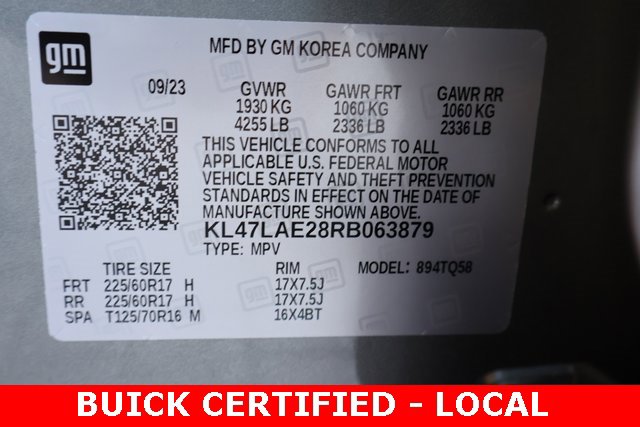 gm
MFD BY GM KOREA COMPANY
09/23 GVWR GAWR FRT GAWR RR
1930 KG 1060 KG 1060 KG
4255 LB 2336 LB 2336 LB
THIS VEHICLE CONFORMS TO ALL
APPLICABLE U.S. FEDERAL MOTOR
VEHICLE SAFETY AND THEFT PREVENTION
STANDARDS IN EFFECT ON THE DATE OF
MANUFACTURE SHOWN ABOVE.
KL47LAE28RB063879
TYPE: MPV
TIRE SIZE RIM MODEL: 894TQ58
FRT 225/60R17 H 17X7.5J
RR 225/60R17 H 17X7.5J
SPA T125/70R16 M 16X4BT
BUICK CERTIFIED - LOCAL